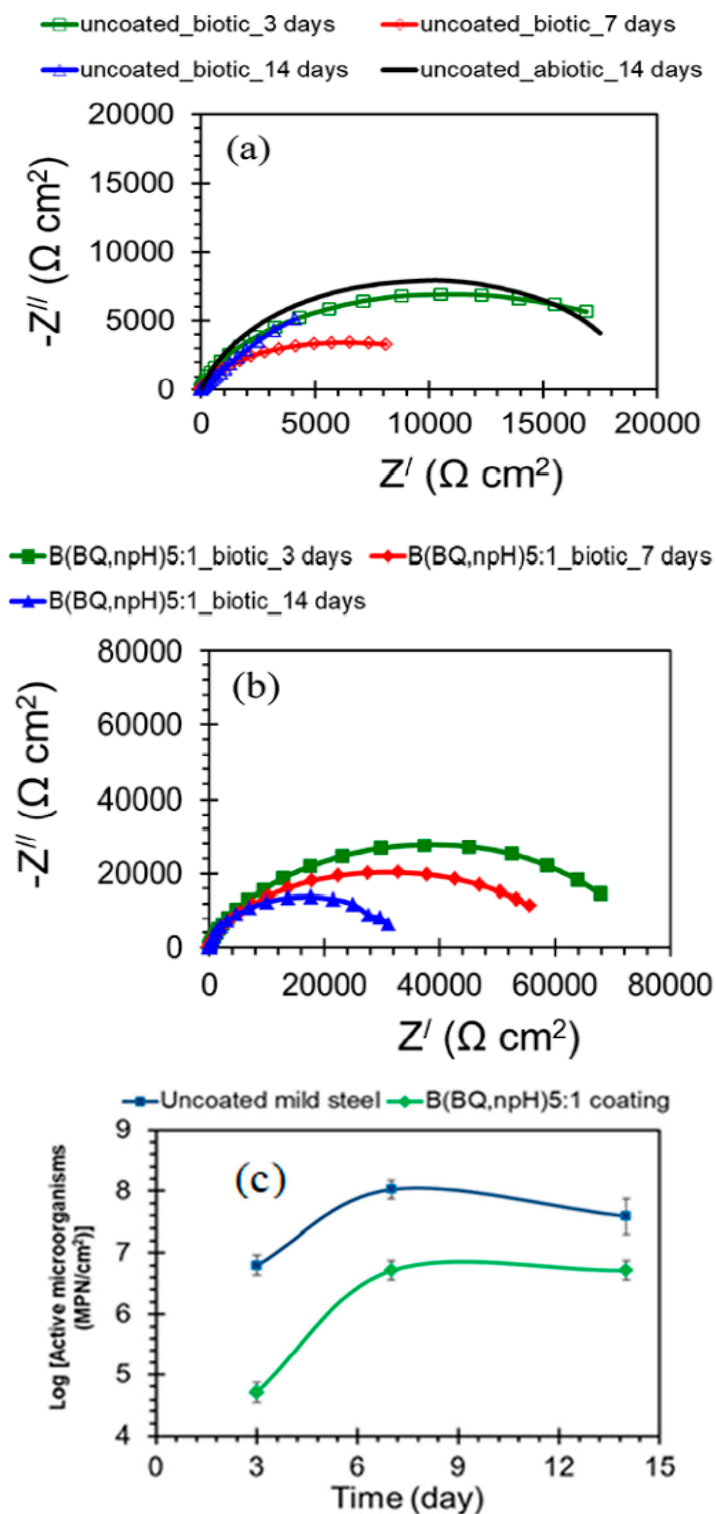 uncoated_biotic_3 days uncoated_biotic_7 days
uncoated_biotic_14 days uncoated_abiotic_14 days
20000
(a)
15000
10000
5000
0
-Z// (Ω cm2)
0 5000 10000 15000 20000
Z/ (Ω cm2)
B(BQ,npH)5:1_biotic_3 days B(BQ,npH)5:1_biotic_7 days
B(BQ,npH)5:1_biotic_14 days
80000
(b)
60000
40000
20000
0
-Z// (Ω cm2)
0 20000 40000 60000 80000
Z/ (Ω cm2)
Uncoated mild steel B(BQ,npH)5:1 coating
9
(c)
8
7
6
5
4
Log [Active microorganisms
(MPN/cm2)]
0 3 6 9 12 15
Time (day)